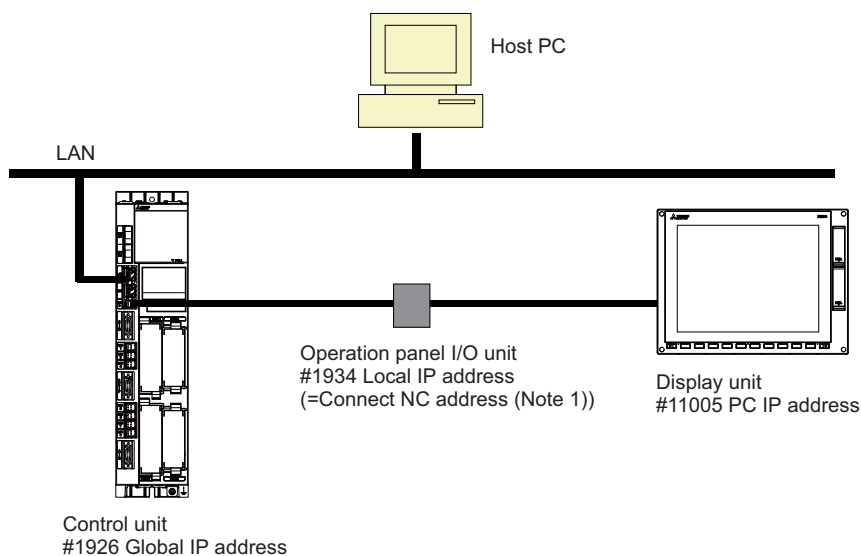 Host PC
LAN
Operation panel I/O unit
#1934 Local IP address
(=Connect NC address (Note 1))
Display unit
#11005 PC IP address
Control unit
#1926 Global IP address